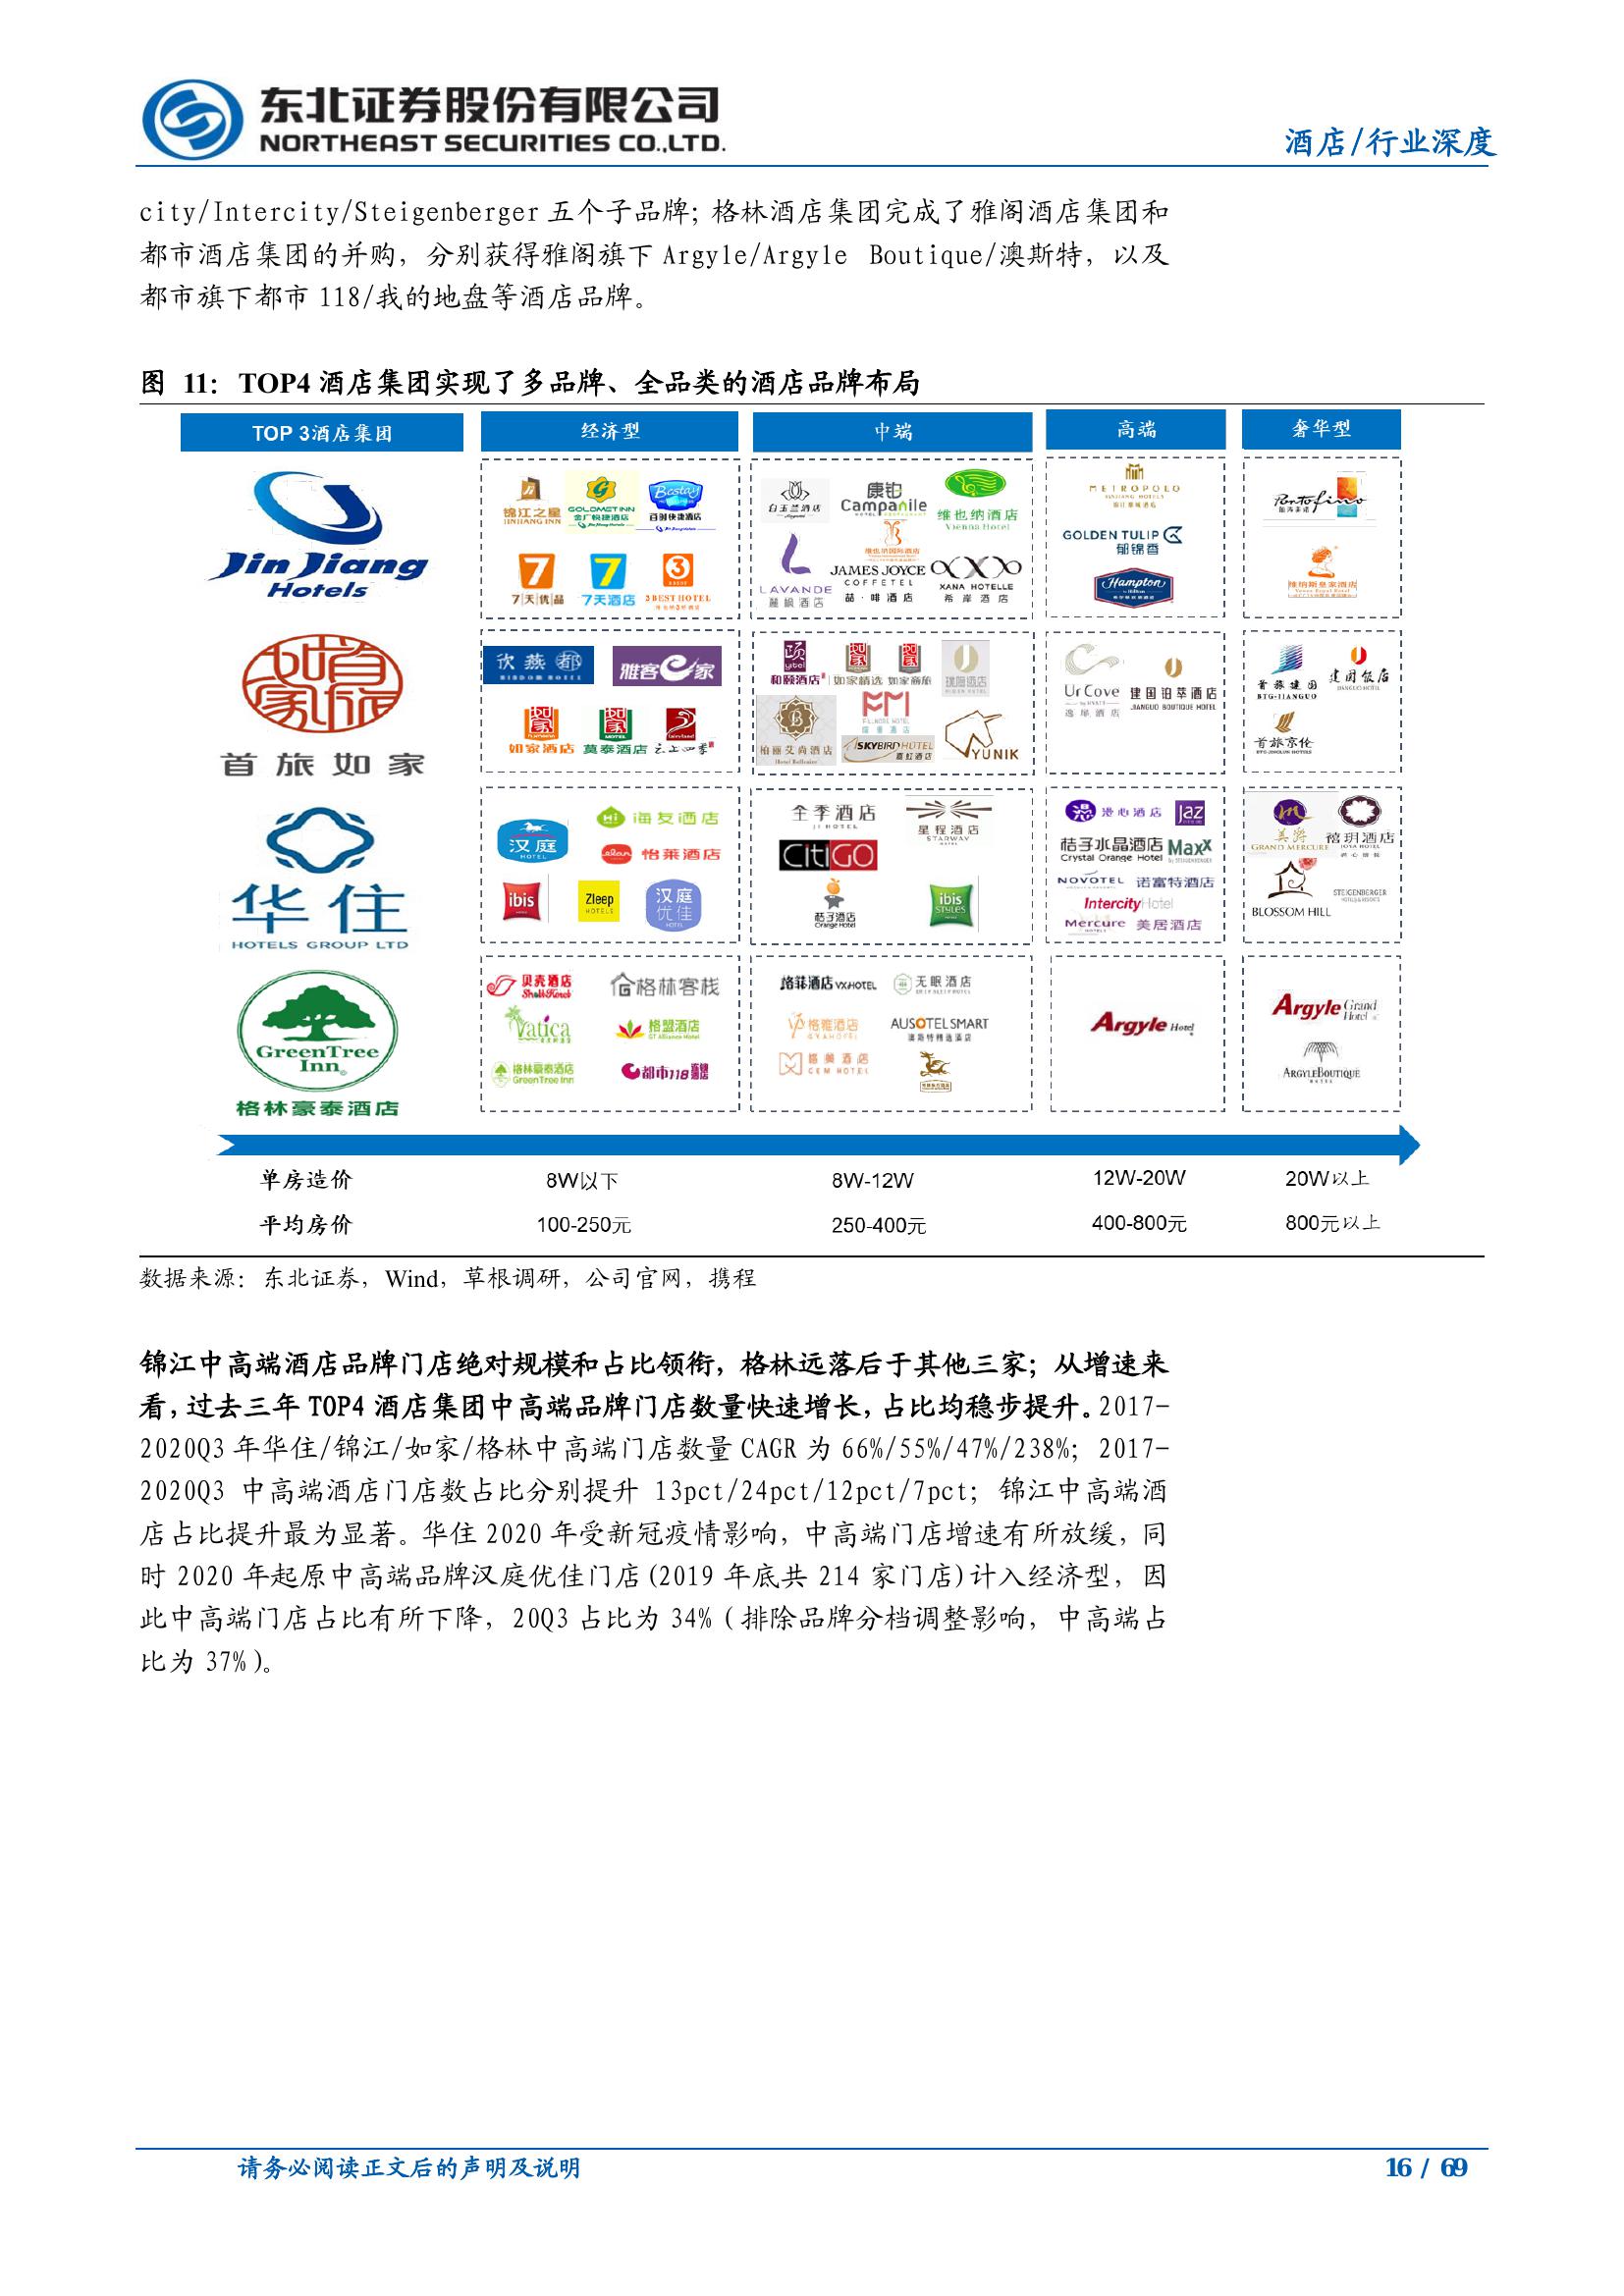 东北证券股份有限公司
NORTHEAST SECURITIES CO.,LTD.
酒店/行业深度
city/Intercity/Steigenberger 五个子品牌；格林酒店集团完成了雅阁酒店集团和
都市酒店集团的并购，分别获得雅阁旗下 Argyle/Argyle Boutique/澳斯特，以及
都市旗下都市 118/我的地盘等酒店品牌。
图 11：TOP4 酒店集团实现了多品牌、全品类的酒店品牌布局
TOP 3酒店集团 经济型 中端 高端 奢华型
Jin Jiang
Hotels
锦江之星
JINJIANG INN
GOLDMET INN
金广快捷酒店
Bestay
百时快捷酒店
7天优品
7天酒店
3 BEST HOTEL
白玉兰酒店
康铂
Campanile
维也纳酒店
Vienna Hotel
维也纳国际酒店
LAVANDE
麗枫酒店
JAMES JOYCE
COFFETEL
喆·啡酒店
XANA HOTELLE
希岸酒店
METROPOLO
JINJIANG HOTELS
GOLDEN TULIP
郁锦香
Hampton
by Hilton
Portofino
维纳斯皇家酒店
首旅如家
欣燕都
雅客e家
如家酒店
莫泰酒店
云上四季
和颐酒店
如家精选
如家商旅
璞隐酒店
柏丽艾尚酒店
SKYBIRD HOTEL
YUNIK
UrCove
by HYATT
逸扉酒店
建国铂萃酒店
JIANGUO BOUTIQUE HOTEL
首旅建国
BTG-JIANGUO
建国饭店
首旅京伦
华住
HOTELS GROUP LTD
汉庭
HOTEL
Hi 海友酒店
elan 怡莱酒店
ibis
Zleep
HOTELS
汉庭
优佳
HOTEL
全季酒店
JI HOTEL
星程酒店
STARWAY
CitiGO
桔子酒店
Orange Hotel
ibis
STYLES
漫心酒店
Jaz
桔子水晶酒店
Crystal Orange Hotel
MaxX
NOVOTEL 诺富特酒店
IntercityHotel
Mercure 美居酒店
美爵
GRAND MERCURE
禧玥酒店
JOYA HOTEL
BLOSSOM HILL
STEIGENBERGER
GreenTree
Inn
格林豪泰酒店
贝壳酒店
格林客栈
Vatica
格盟酒店
GT Alliance Hotel
格林豪泰酒店
GreenTree Inn
都市118
格菲酒店 VX HOTEL
无眠酒店
格雅酒店
AUSOTEL SMART
澳斯特精选酒店
格美酒店
GEM HOTEL
Argyle Hotel
Argyle Grand
Hotel
ARGYLE BOUTIQUE
单房造价 8W以下 8W-12W 12W-20W 20W以上
平均房价 100-250元 250-400元 400-800元 800元以上
数据来源：东北证券，Wind，草根调研，公司官网，携程
锦江中高端酒店品牌门店绝对规模和占比领衔，格林远落后于其他三家；从增速来
看，过去三年 TOP4 酒店集团中高端品牌门店数量快速增长，占比均稳步提升。2017-
2020Q3 年华住/锦江/如家/格林中高端门店数量 CAGR 为 66%/55%/47%/238%；2017-
2020Q3 中高端酒店门店数占比分别提升 13pct/24pct/12pct/7pct；锦江中高端酒
店占比提升最为显著。华住 2020 年受新冠疫情影响，中高端门店增速有所放缓，同
时 2020 年起原中高端品牌汉庭优佳门店(2019 年底共 214 家门店)计入经济型，因
此中高端门店占比有所下降，20Q3 占比为 34%（排除品牌分档调整影响，中高端占
比为 37%）。
请务必阅读正文后的声明及说明
16 / 69